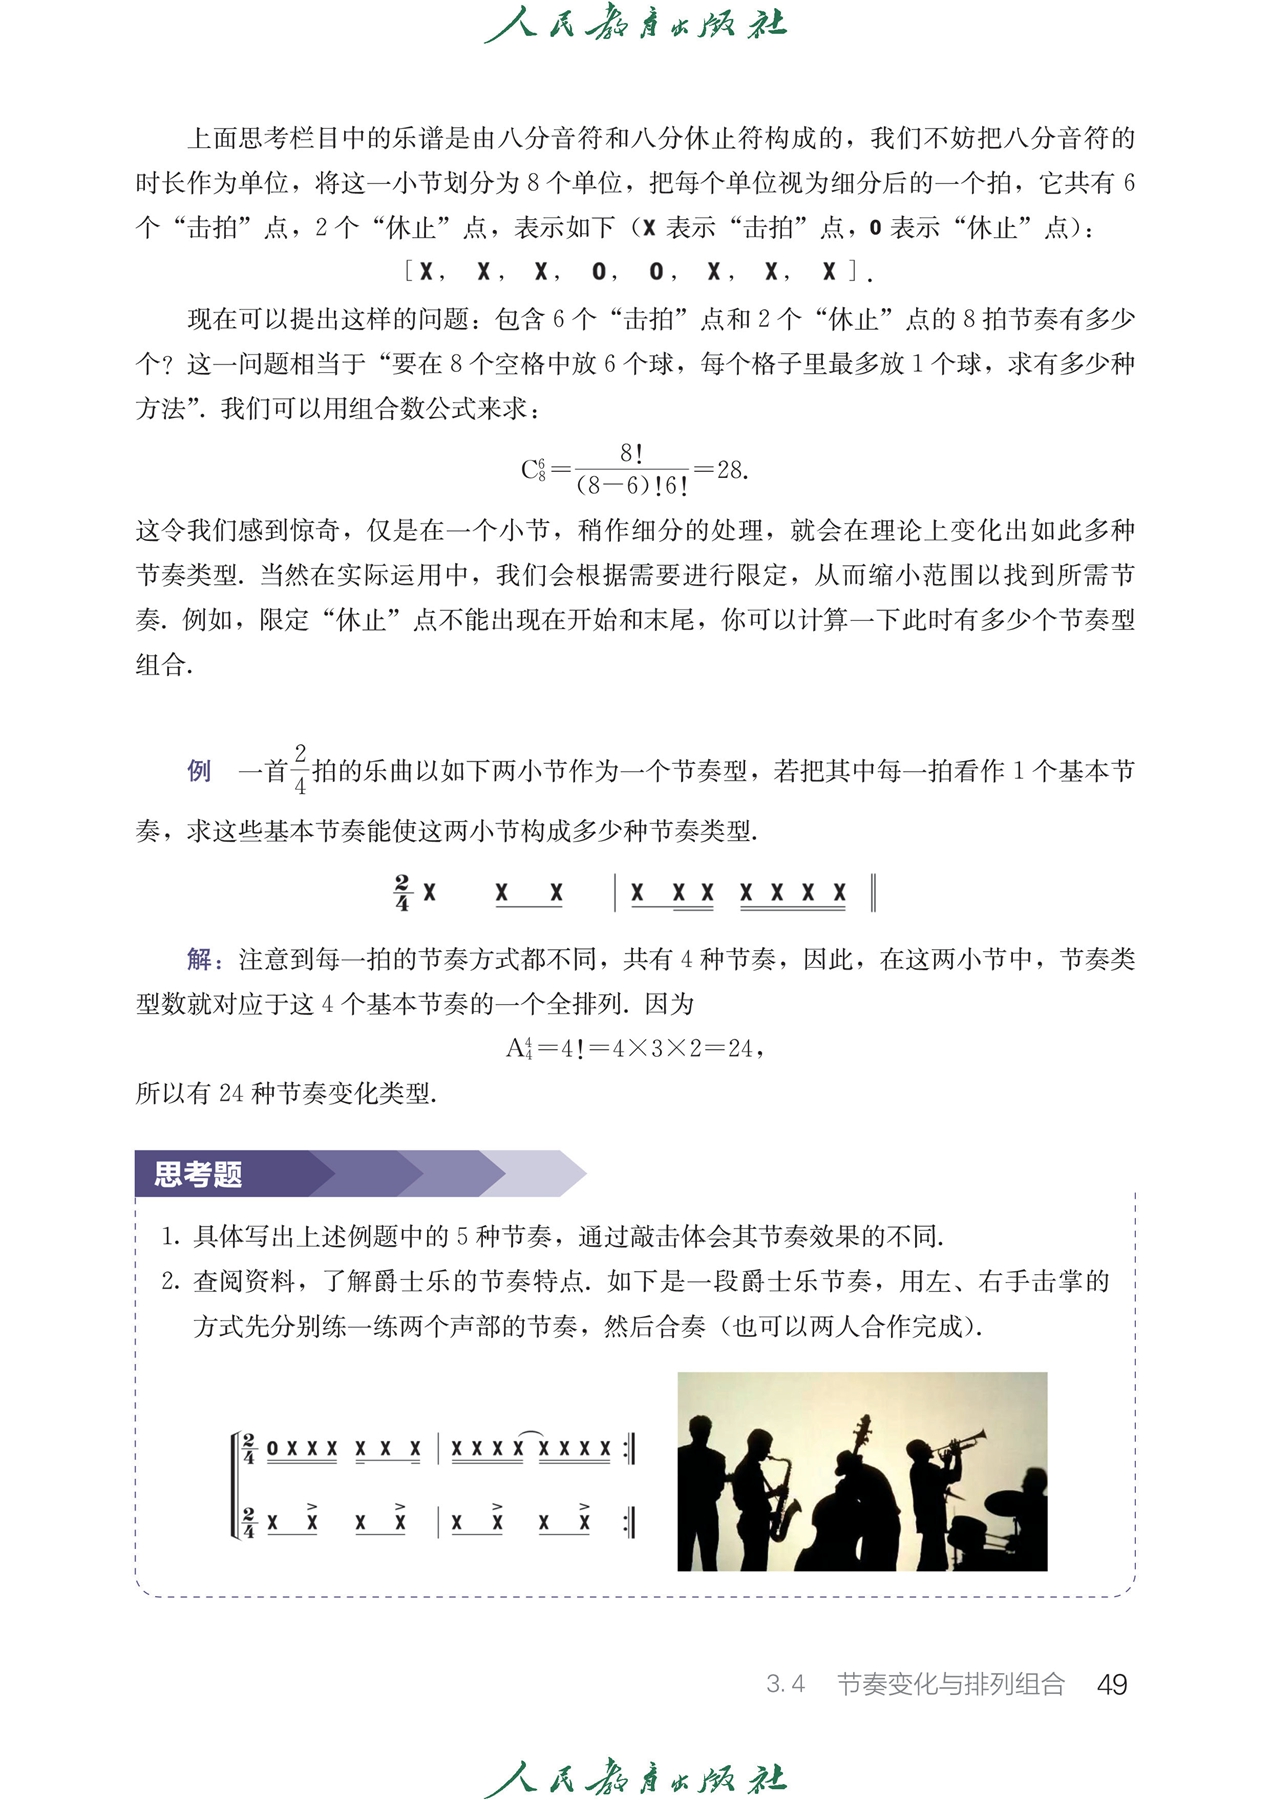 人民教育出版社
上面思考栏目中的乐谱是由八分音符和八分休止符构成的，我们不妨把八分音符的
时长作为单位，将这一小节划分为 8 个单位，把每个单位视为细分后的一个拍，它共有 6
个“击拍”点，2 个“休止”点，表示如下（X 表示“击拍”点，0 表示“休止”点）：
[X, X, X, 0, 0, X, X, X].
现在可以提出这样的问题：包含 6 个“击拍”点和 2 个“休止”点的 8 拍节奏有多少
个？这一问题相当于“要在 8 个空格中放 6 个球，每个格子里最多放 1 个球，求有多少种
方法”. 我们可以用组合数公式来求：
C_8^6=8!/((8-6)!6!)=28.
这令我们感到惊奇，仅是在一个小节，稍作细分的处理，就会在理论上变化出如此多种
节奏类型. 当然在实际运用中，我们会根据需要进行限定，从而缩小范围以找到所需节
奏. 例如，限定“休止”点不能出现在开始和末尾，你可以计算一下此时有多少个节奏型
组合.
例 一首2/4拍的乐曲以如下两小节作为一个节奏型，若把其中每一拍看作 1 个基本节
奏，求这些基本节奏能使这两小节构成多少种节奏类型.
2/4 X X X | X X X X X X X ‖
解：注意到每一拍的节奏方式都不同，共有 4 种节奏，因此，在这两小节中，节奏类
型数就对应于这 4 个基本节奏的一个全排列. 因为
A_4^4=4!=4×3×2=24，
所以有 24 种节奏变化类型.
思考题
1. 具体写出上述例题中的 5 种节奏，通过敲击体会其节奏效果的不同.
2. 查阅资料，了解爵士乐的节奏特点. 如下是一段爵士乐节奏，用左、右手击掌的
方式先分别练一练两个声部的节奏，然后合奏（也可以两人合作完成）.
2/4 0 X X X X X X | X X X X X X X X :‖
2/4 X X X X | X X X X :‖
3.4 节奏变化与排列组合 49
人民教育出版社